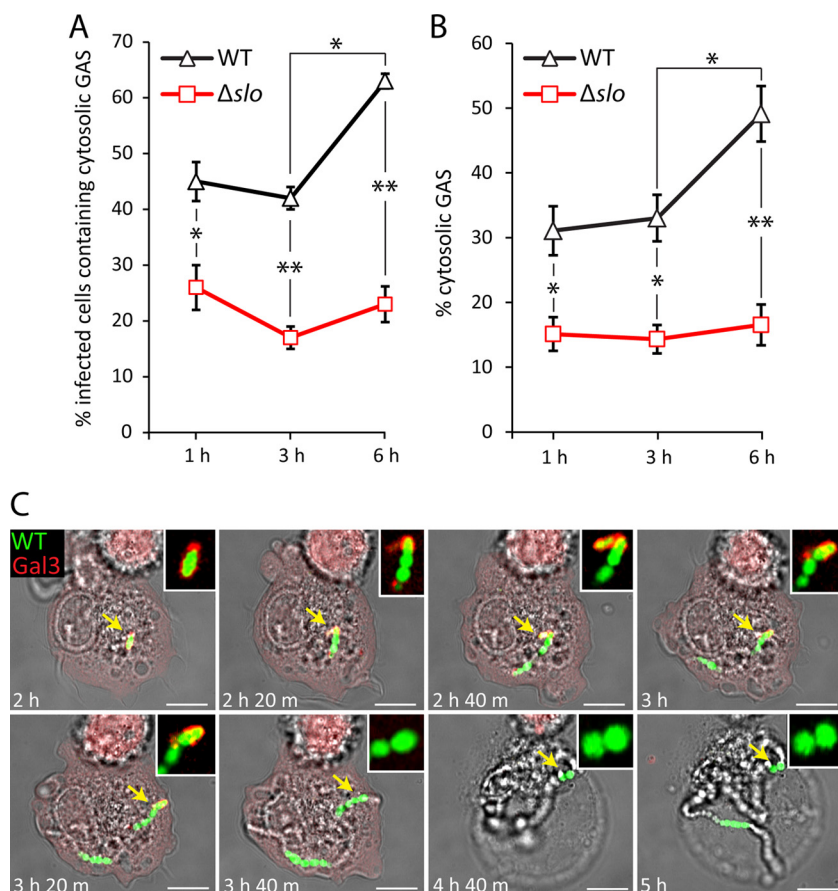 A
% infected cells containing cytosolic GAS
70
60
50
40
30
20
10
0
WT
Δslo
*
*
**
**
1 h
3 h
6 h
B
% cytosolic GAS
60
50
40
30
20
10
0
WT
Δslo
*
*
*
**
1 h
3 h
6 h
C
WT
Gal3
2 h
2 h 20 m
2 h 40 m
3 h
3 h 20 m
3 h 40 m
4 h 40 m
5 h